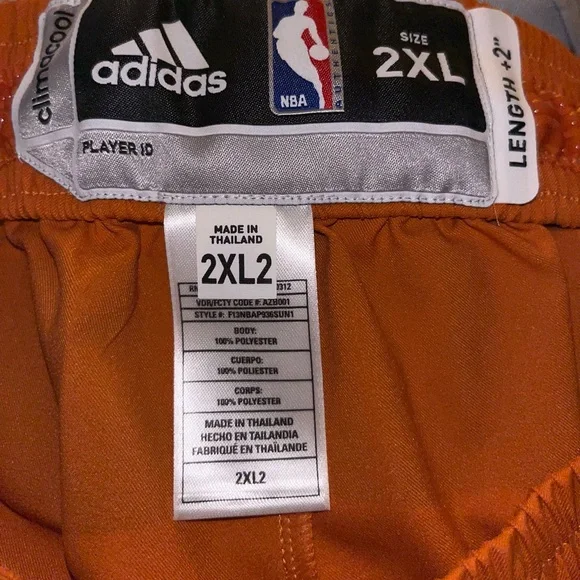 climacool
adidas
NBA
AUTHENTICS
SIZE
2XL
LENGTH +2"
PLAYER ID
MADE IN
THAILAND
2XL2
VDR/FCTY CODE #: AZB001
STYLE #: F13NBAP936SUN1
BODY:
100% POLYESTER
CUERPO:
100% POLIESTER
CORPS:
100% POLYESTER
MADE IN THAILAND
HECHO EN TAILANDIA
FABRIQUÉ EN THAÏLANDE
2XL2